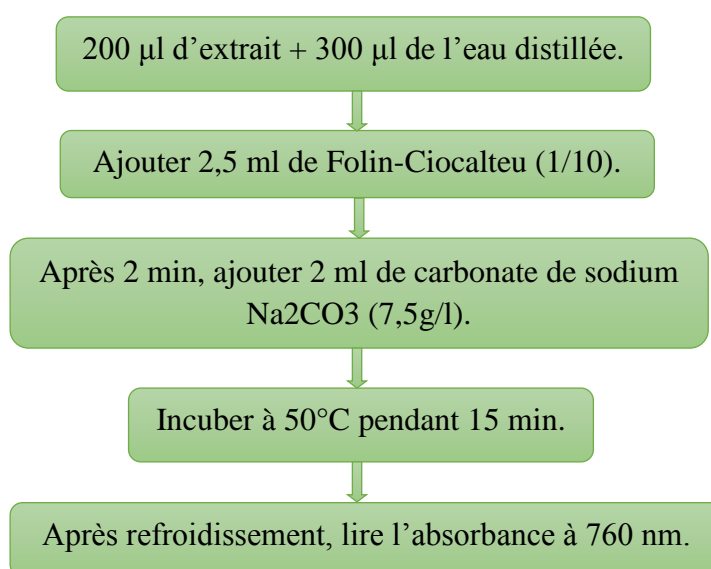 200 µl d’extrait + 300 µl de l’eau distillée.
Ajouter 2,5 ml de Folin-Ciocalteu (1/10).
Après 2 min, ajouter 2 ml de carbonate de sodium
Na2CO3 (7,5g/l).
Incuber à 50°C pendant 15 min.
Après refroidissement, lire l’absorbance à 760 nm.